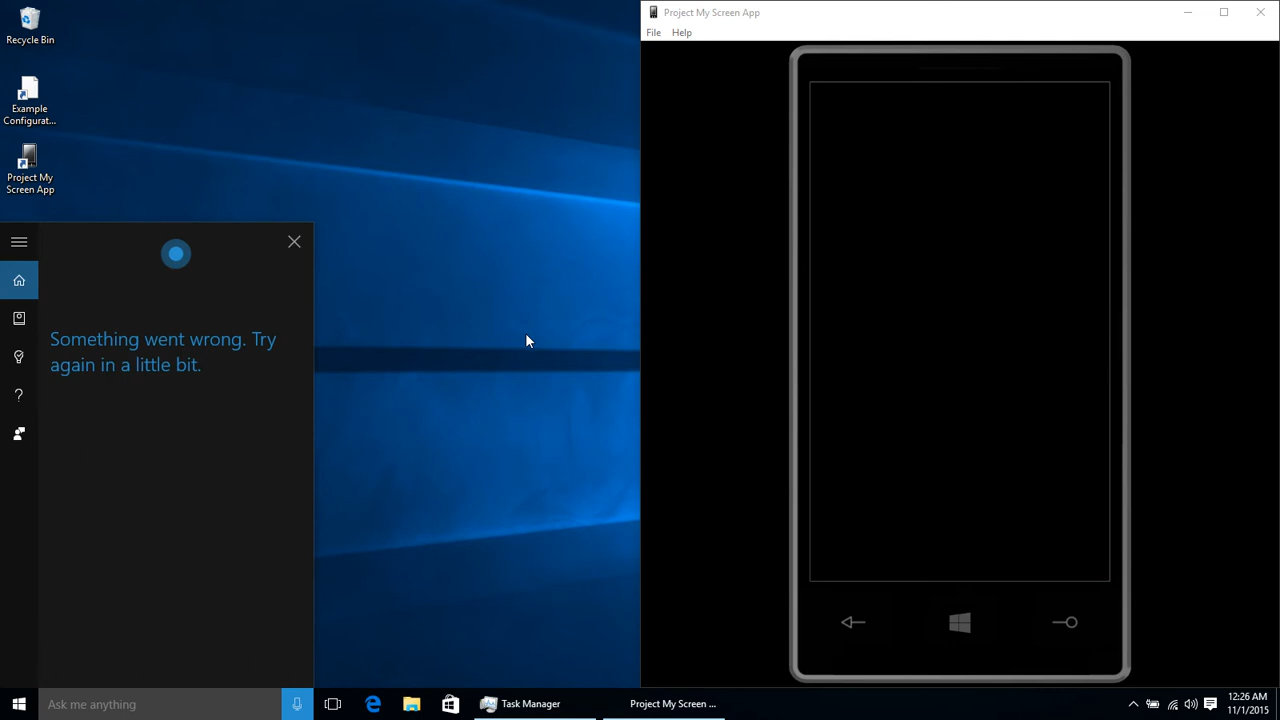 Recycle Bin
Example
Configurat...
Project My
Screen App
Something went wrong. Try
again in a little bit.
Project My Screen App
File Help
Ask me anything
Task Manager
Project My Screen ...
12:26 AM
11/1/2015